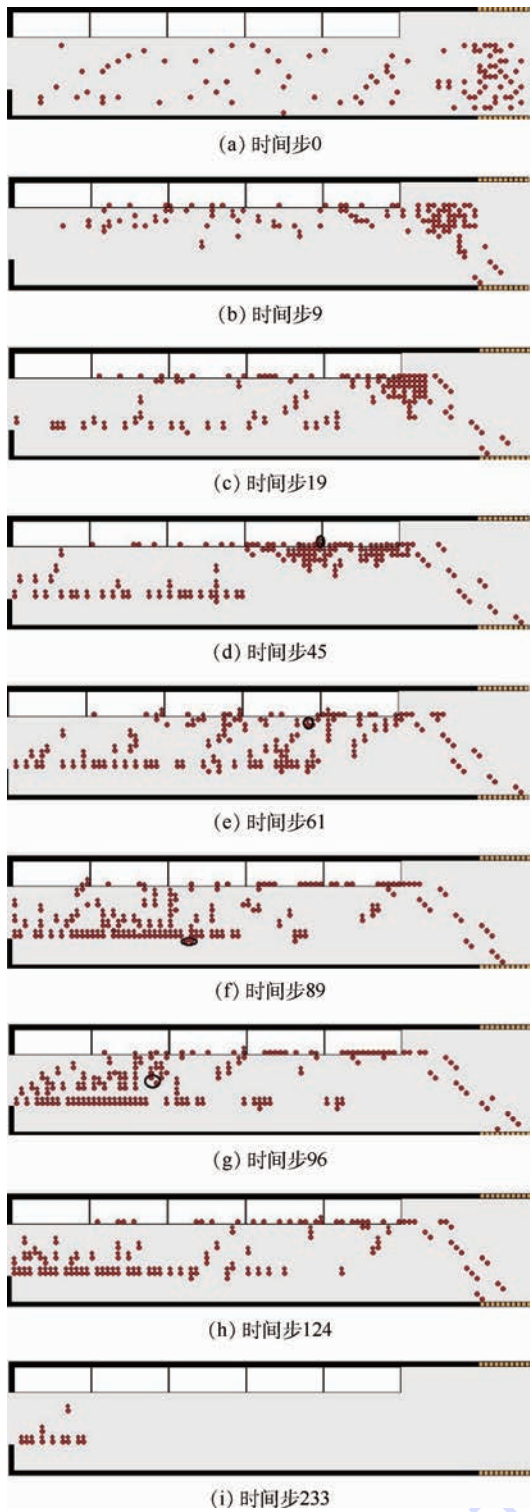 (a) 时间步0
(b) 时间步9
(c) 时间步19
(d) 时间步45
(e) 时间步61
(f) 时间步89
(g) 时间步96
(h) 时间步124
(i) 时间步233